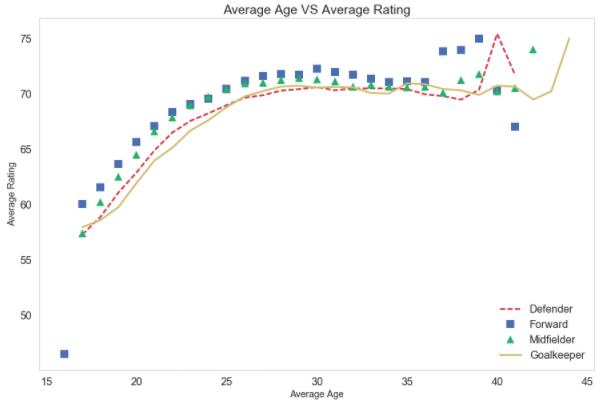 Average Age VS Average Rating
Average Rating
75
70
65
60
55
50
Defender
Forward
Midfielder
Goalkeeper
15 20 25 30 35 40 45
Average Age